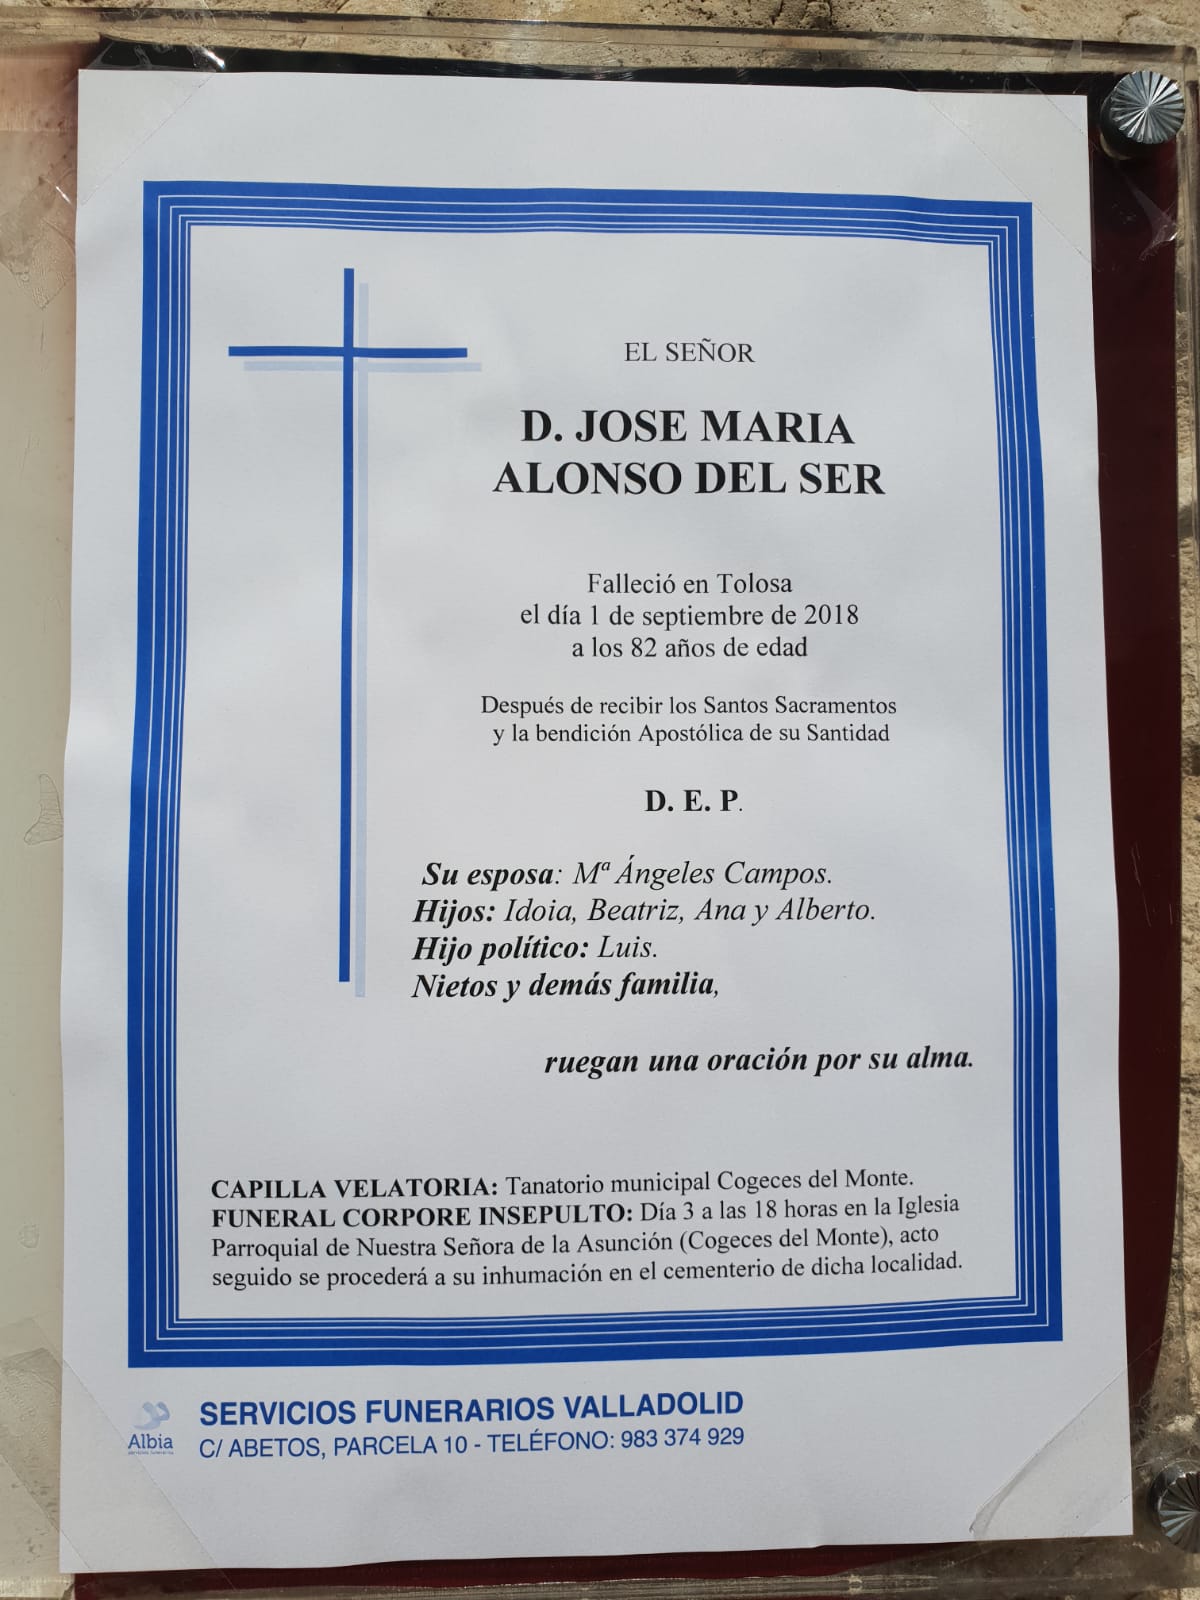 EL SEÑOR
D. JOSE MARIA
ALONSO DEL SER
Falleció en Tolosa
el día 1 de septiembre de 2018
a los 82 años de edad
Después de recibir los Santos Sacramentos
y la bendición Apostólica de su Santidad
D. E. P.
Su esposa: Mª Ángeles Campos.
Hijos: Idoia, Beatriz, Ana y Alberto.
Hijo político: Luis.
Nietos y demás familia,
ruegan una oración por su alma.
CAPILLA VELATORIA: Tanatorio municipal Cogeces del Monte.
FUNERAL CORPORE INSEPULTO: Día 3 a las 18 horas en la Iglesia
Parroquial de Nuestra Señora de la Asunción (Cogeces del Monte), acto
seguido se procederá a su inhumación en el cementerio de dicha localidad.
Albia
SERVICIOS FUNERARIOS VALLADOLID
C/ ABETOS, PARCELA 10 - TELÉFONO: 983 374 929